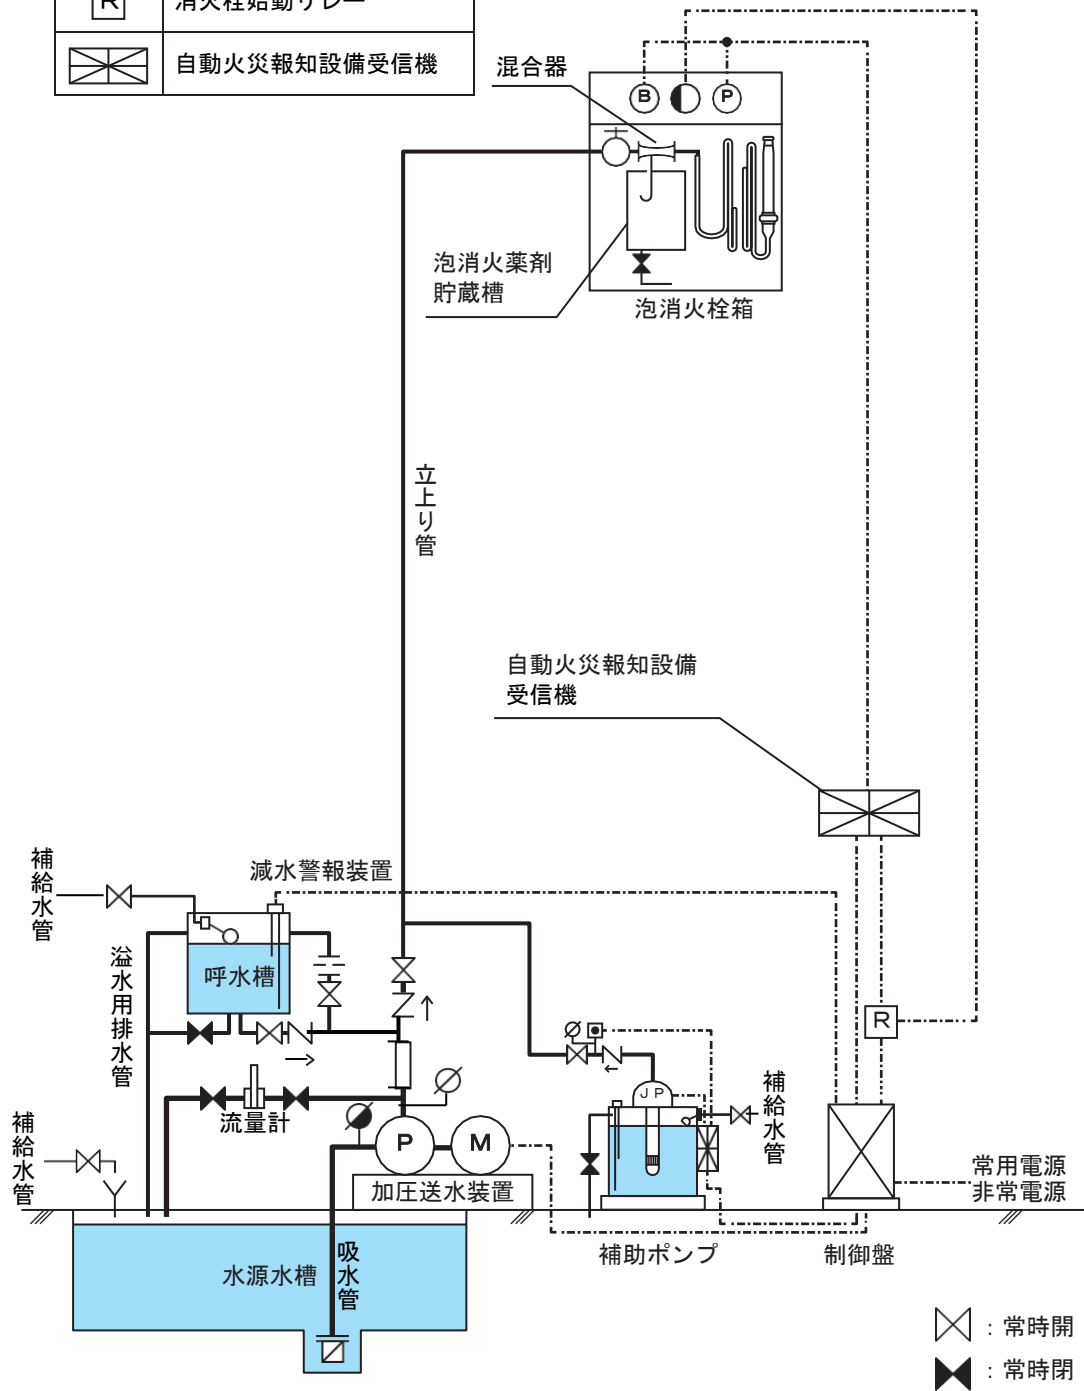 R
消火栓始動リレー
自動火災報知設備受信機
混合器
B
P
泡消火薬剤
貯蔵槽
泡消火栓箱
立上り管
自動火災報知設備
受信機
補給水管
減水警報装置
呼水槽
溢水用排水管
R
流量計
J P
補給水管
補給水管
P
M
加圧送水装置
常用電源
非常電源
補助ポンプ
制御盤
吸水管
水源水槽
：常時開
：常時閉